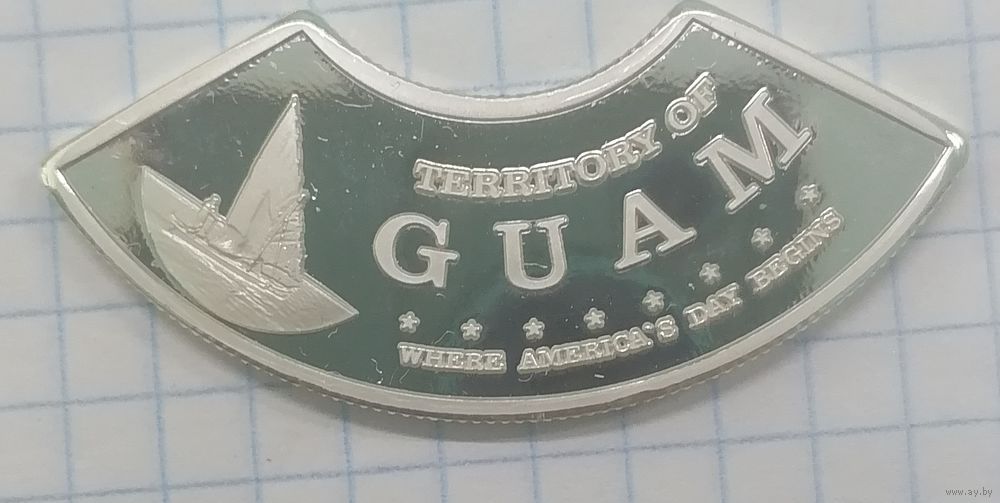 TERRITORY OF
GUAM
WHERE AMERICA'S DAY BEGINS
www.ay.by